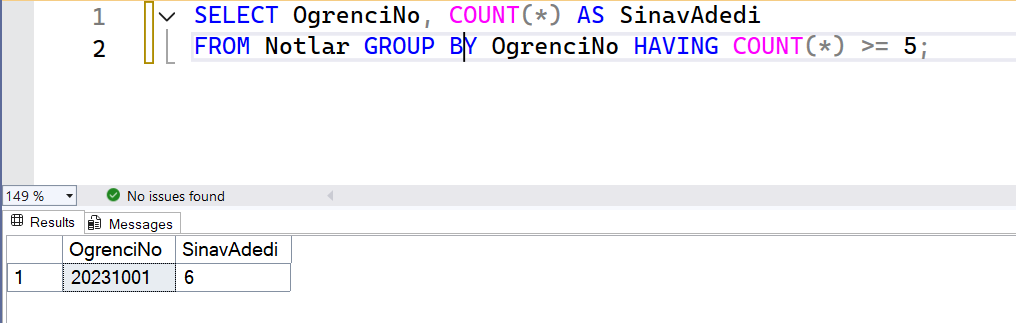 1 SELECT OgrenciNo, COUNT(*) AS SinavAdedi
2 FROM Notlar GROUP BY OgrenciNo HAVING COUNT(*) >= 5;
149 % No issues found
Results Messages
OgrenciNo SinavAdedi
1 20231001 6